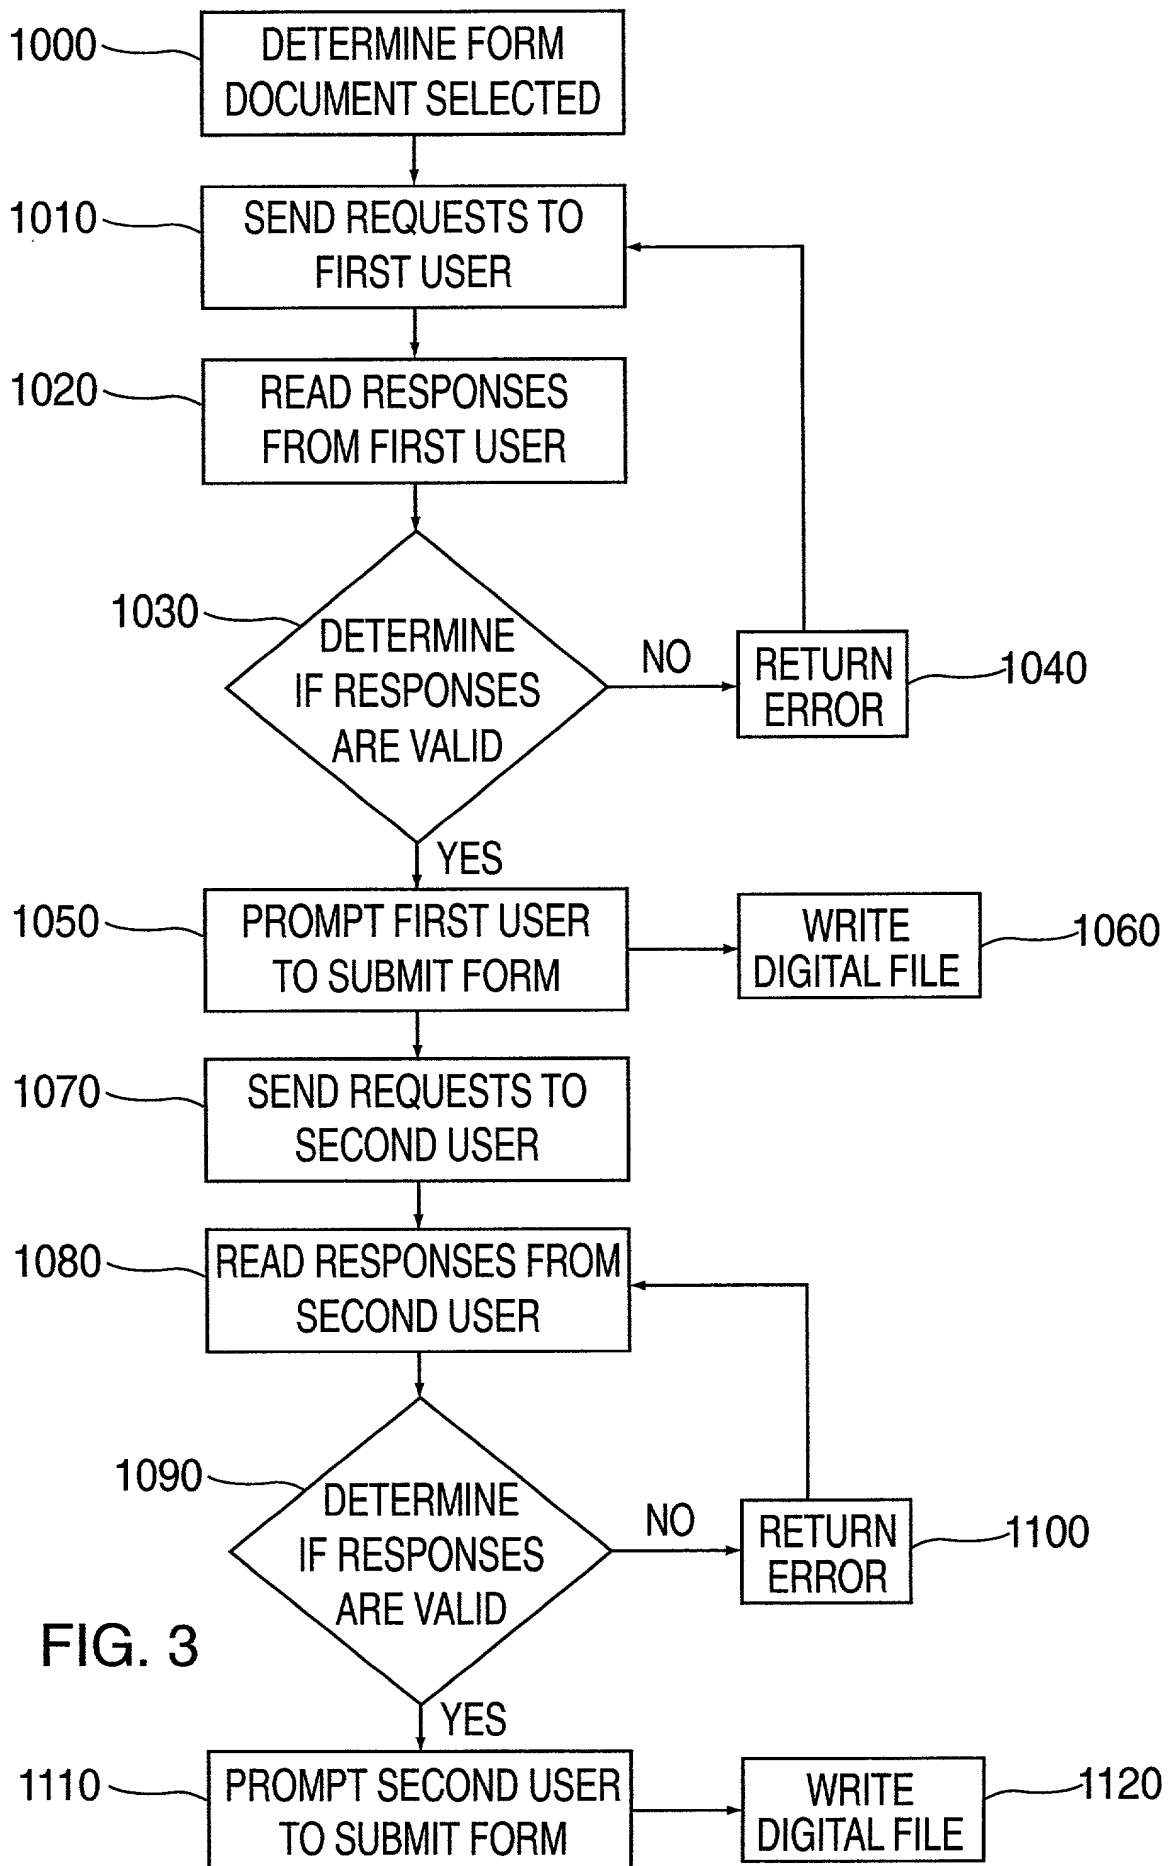 1000
DETERMINE FORM
DOCUMENT SELECTED
1010
SEND REQUESTS TO
FIRST USER
1020
READ RESPONSES
FROM FIRST USER
1030
DETERMINE
IF RESPONSES
ARE VALID
NO
RETURN
ERROR
1040
YES
1050
PROMPT FIRST USER
TO SUBMIT FORM
WRITE
DIGITAL FILE
1060
1070
SEND REQUESTS TO
SECOND USER
1080
READ RESPONSES FROM
SECOND USER
1090
DETERMINE
IF RESPONSES
ARE VALID
NO
RETURN
ERROR
1100
FIG. 3
YES
1110
PROMPT SECOND USER
TO SUBMIT FORM
WRITE
DIGITAL FILE
1120